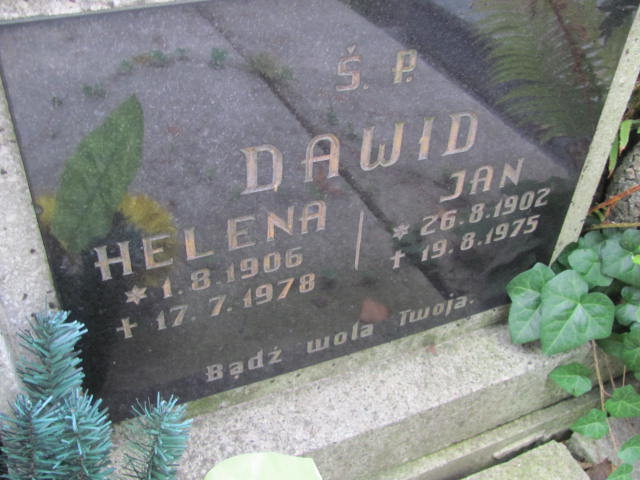 Ś. P.
DAWID
HELENA
* 1.8.1906
+ 17.7.1978
JAN
* 26.8.1902
+ 19.8.1975
Bądź wola Twoja.